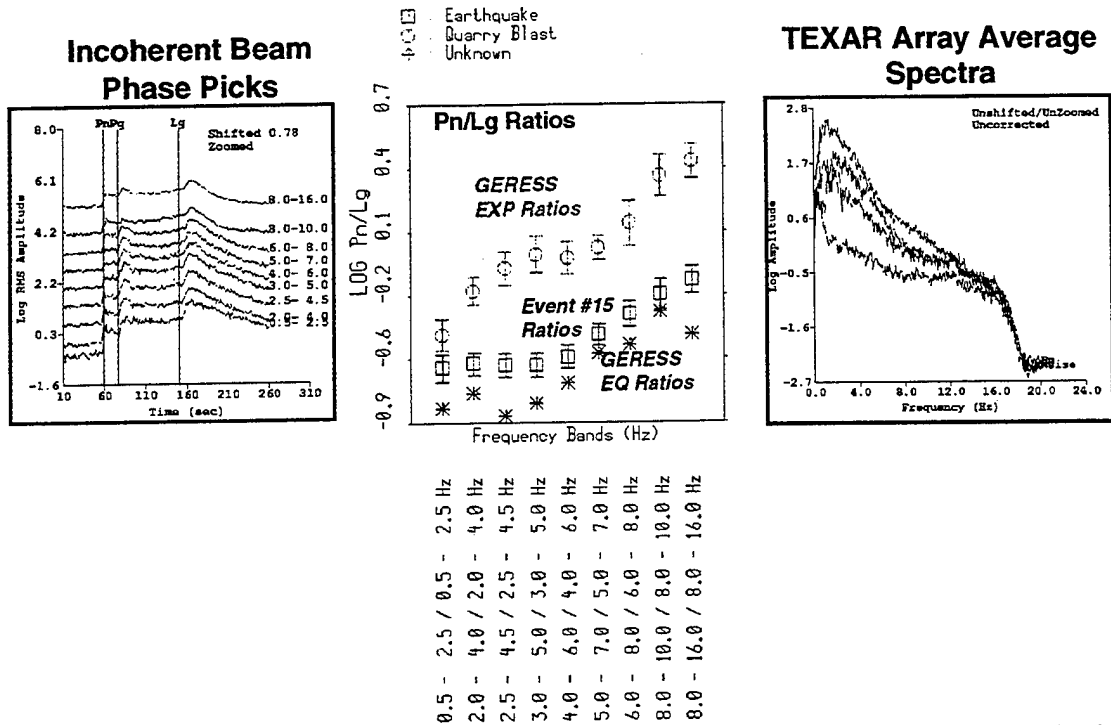 Incoherent Beam
Phase Picks
Pn Pg Lg
Shifted 0.78
Zoomed
8.0
6.1
4.2
2.2
0.3
-1.6
Log RMS Amplitude
8.0-16.0
8.0-10.0
6.0- 8.0
5.0- 7.0
4.0- 6.0
3.0- 5.0
2.5- 4.5
2.0- 4.0
0.5- 2.5
10 60 110 160 210 260 310
Time (sec)
Earthquake
Quarry Blast
Unknown
Pn/Lg Ratios
GERESS
EXP Ratios
Event #15
Ratios
GERESS
EQ Ratios
LOG Pn/Lg
0.7
0.4
0.1
-0.2
-0.6
-0.9
Frequency Bands (Hz)
0.5 - 2.5 / 0.5 - 2.5 Hz
2.0 - 4.0 / 2.0 - 4.0 Hz
2.5 - 4.5 / 2.5 - 4.5 Hz
3.0 - 5.0 / 3.0 - 5.0 Hz
4.0 - 6.0 / 4.0 - 6.0 Hz
5.0 - 7.0 / 5.0 - 7.0 Hz
6.0 - 8.0 / 6.0 - 8.0 Hz
8.0 - 10.0 / 8.0 - 10.0 Hz
8.0 - 16.0 / 8.0 - 16.0 Hz
TEXAR Array Average
Spectra
Unshifted/UnZoomed
Uncorrected
2.8
1.7
0.6
-0.5
-1.6
-2.7
Log Amplitude
0.0 4.0 8.0 12.0 16.0 20.0 24.0
Frequency (Hz)